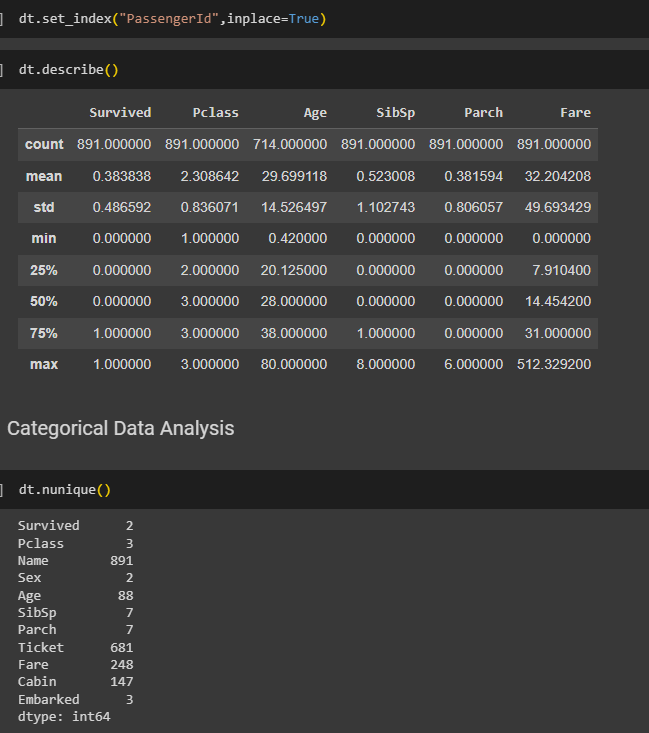 ] dt.set_index("PassengerId",inplace=True)
] dt.describe()
Survived Pclass Age SibSp Parch Fare
count 891.000000 891.000000 714.000000 891.000000 891.000000 891.000000
mean 0.383838 2.308642 29.699118 0.523008 0.381594 32.204208
std 0.486592 0.836071 14.526497 1.102743 0.806057 49.693429
min 0.000000 1.000000 0.420000 0.000000 0.000000 0.000000
25% 0.000000 2.000000 20.125000 0.000000 0.000000 7.910400
50% 0.000000 3.000000 28.000000 0.000000 0.000000 14.454200
75% 1.000000 3.000000 38.000000 1.000000 0.000000 31.000000
max 1.000000 3.000000 80.000000 8.000000 6.000000 512.329200
Categorical Data Analysis
] dt.nunique()
Survived 2
Pclass 3
Name 891
Sex 2
Age 88
SibSp 7
Parch 7
Ticket 681
Fare 248
Cabin 147
Embarked 3
dtype: int64